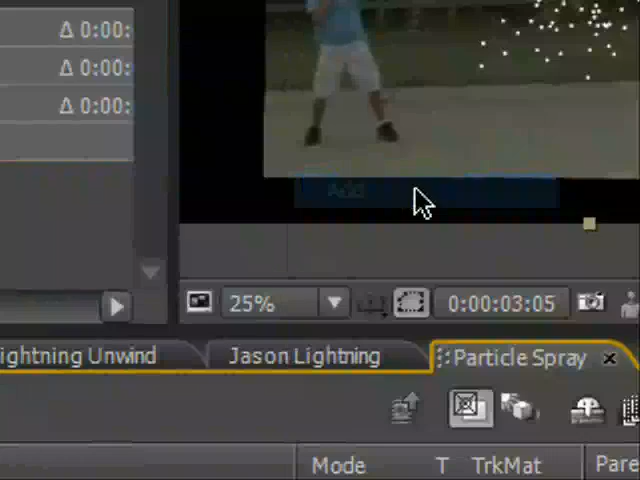 Δ 0:00:
Δ 0:00:
Δ 0:00:
Add
25%
0:00:03:05
ightning Unwind
Jason Lightning
Particle Spray
Mode T TrkMat Pare